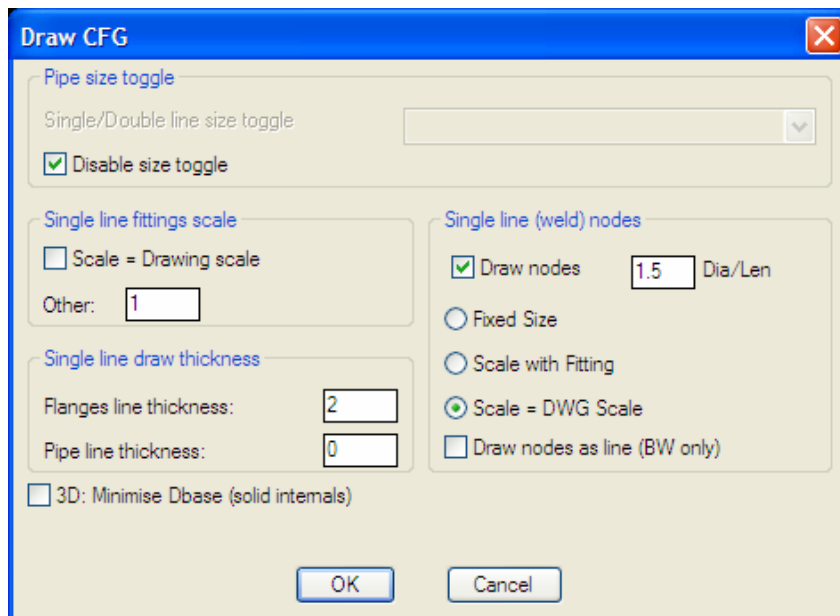 Draw CFG
Pipe size toggle
Single/Double line size toggle
Disable size toggle
Single line fittings scale
Scale = Drawing scale
Other: 1
Single line draw thickness
Flanges line thickness: 2
Pipe line thickness: 0
Single line (weld) nodes
Draw nodes 1.5 Dia/Len
Fixed Size
Scale with Fitting
Scale = DWG Scale
Draw nodes as line (BW only)
3D: Minimise Dbase (solid internals)
OK
Cancel